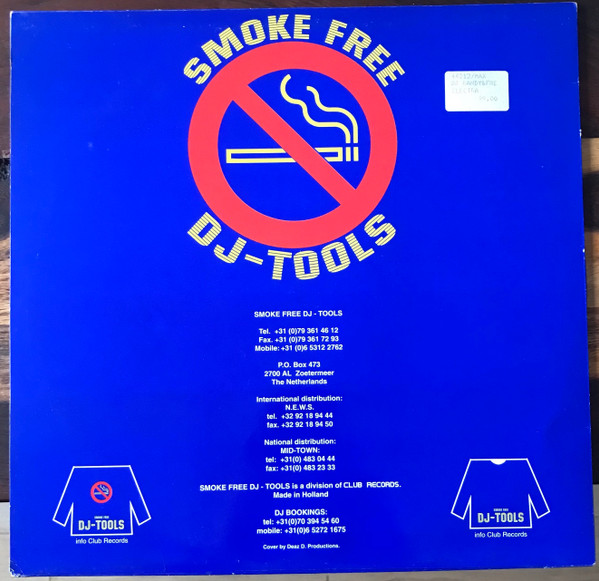 SMOKE FREE
DJ-TOOLS
SMOKE FREE DJ - TOOLS
Tel. +31 (0)79 361 46 12
Fax. +31 (0)79 361 72 93
Mobile: +31 (0)6 5312 2762
P.O. Box 473
2700 AL Zoetermeer
The Netherlands
International distribution:
N.E.W.S.
tel. +32 92 18 94 44
fax. +32 92 18 94 50
National distribution:
MID-TOWN:
tel: +31(0) 483 04 44
fax: +31(0) 483 23 33
SMOKE FREE DJ - TOOLS is a division of CLUB RECORDS.
Made in Holland
DJ BOOKINGS:
tel: +31(0)70 394 54 60
mobile: +31(0)6 5272 1675
Cover by Deaz D. Productions.
SMOKE FREE
DJ-TOOLS
info Club Records
SMOKE FREE
DJ-TOOLS
info Club Records